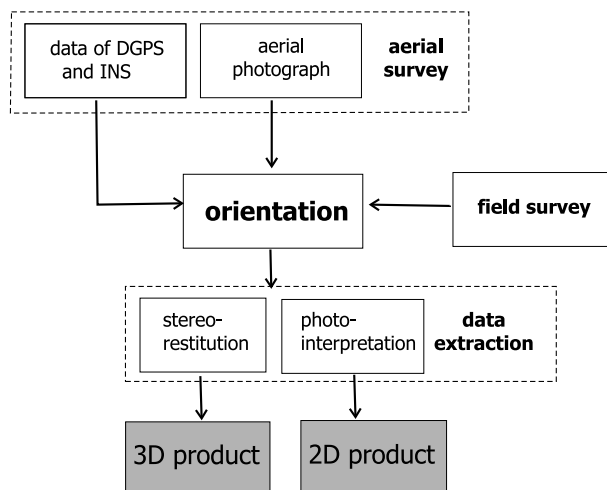 data of DGPS
and INS
aerial
photograph
aerial
survey
orientation
field survey
stereo-
restitution
photo-
interpretation
data
extraction
3D product
2D product